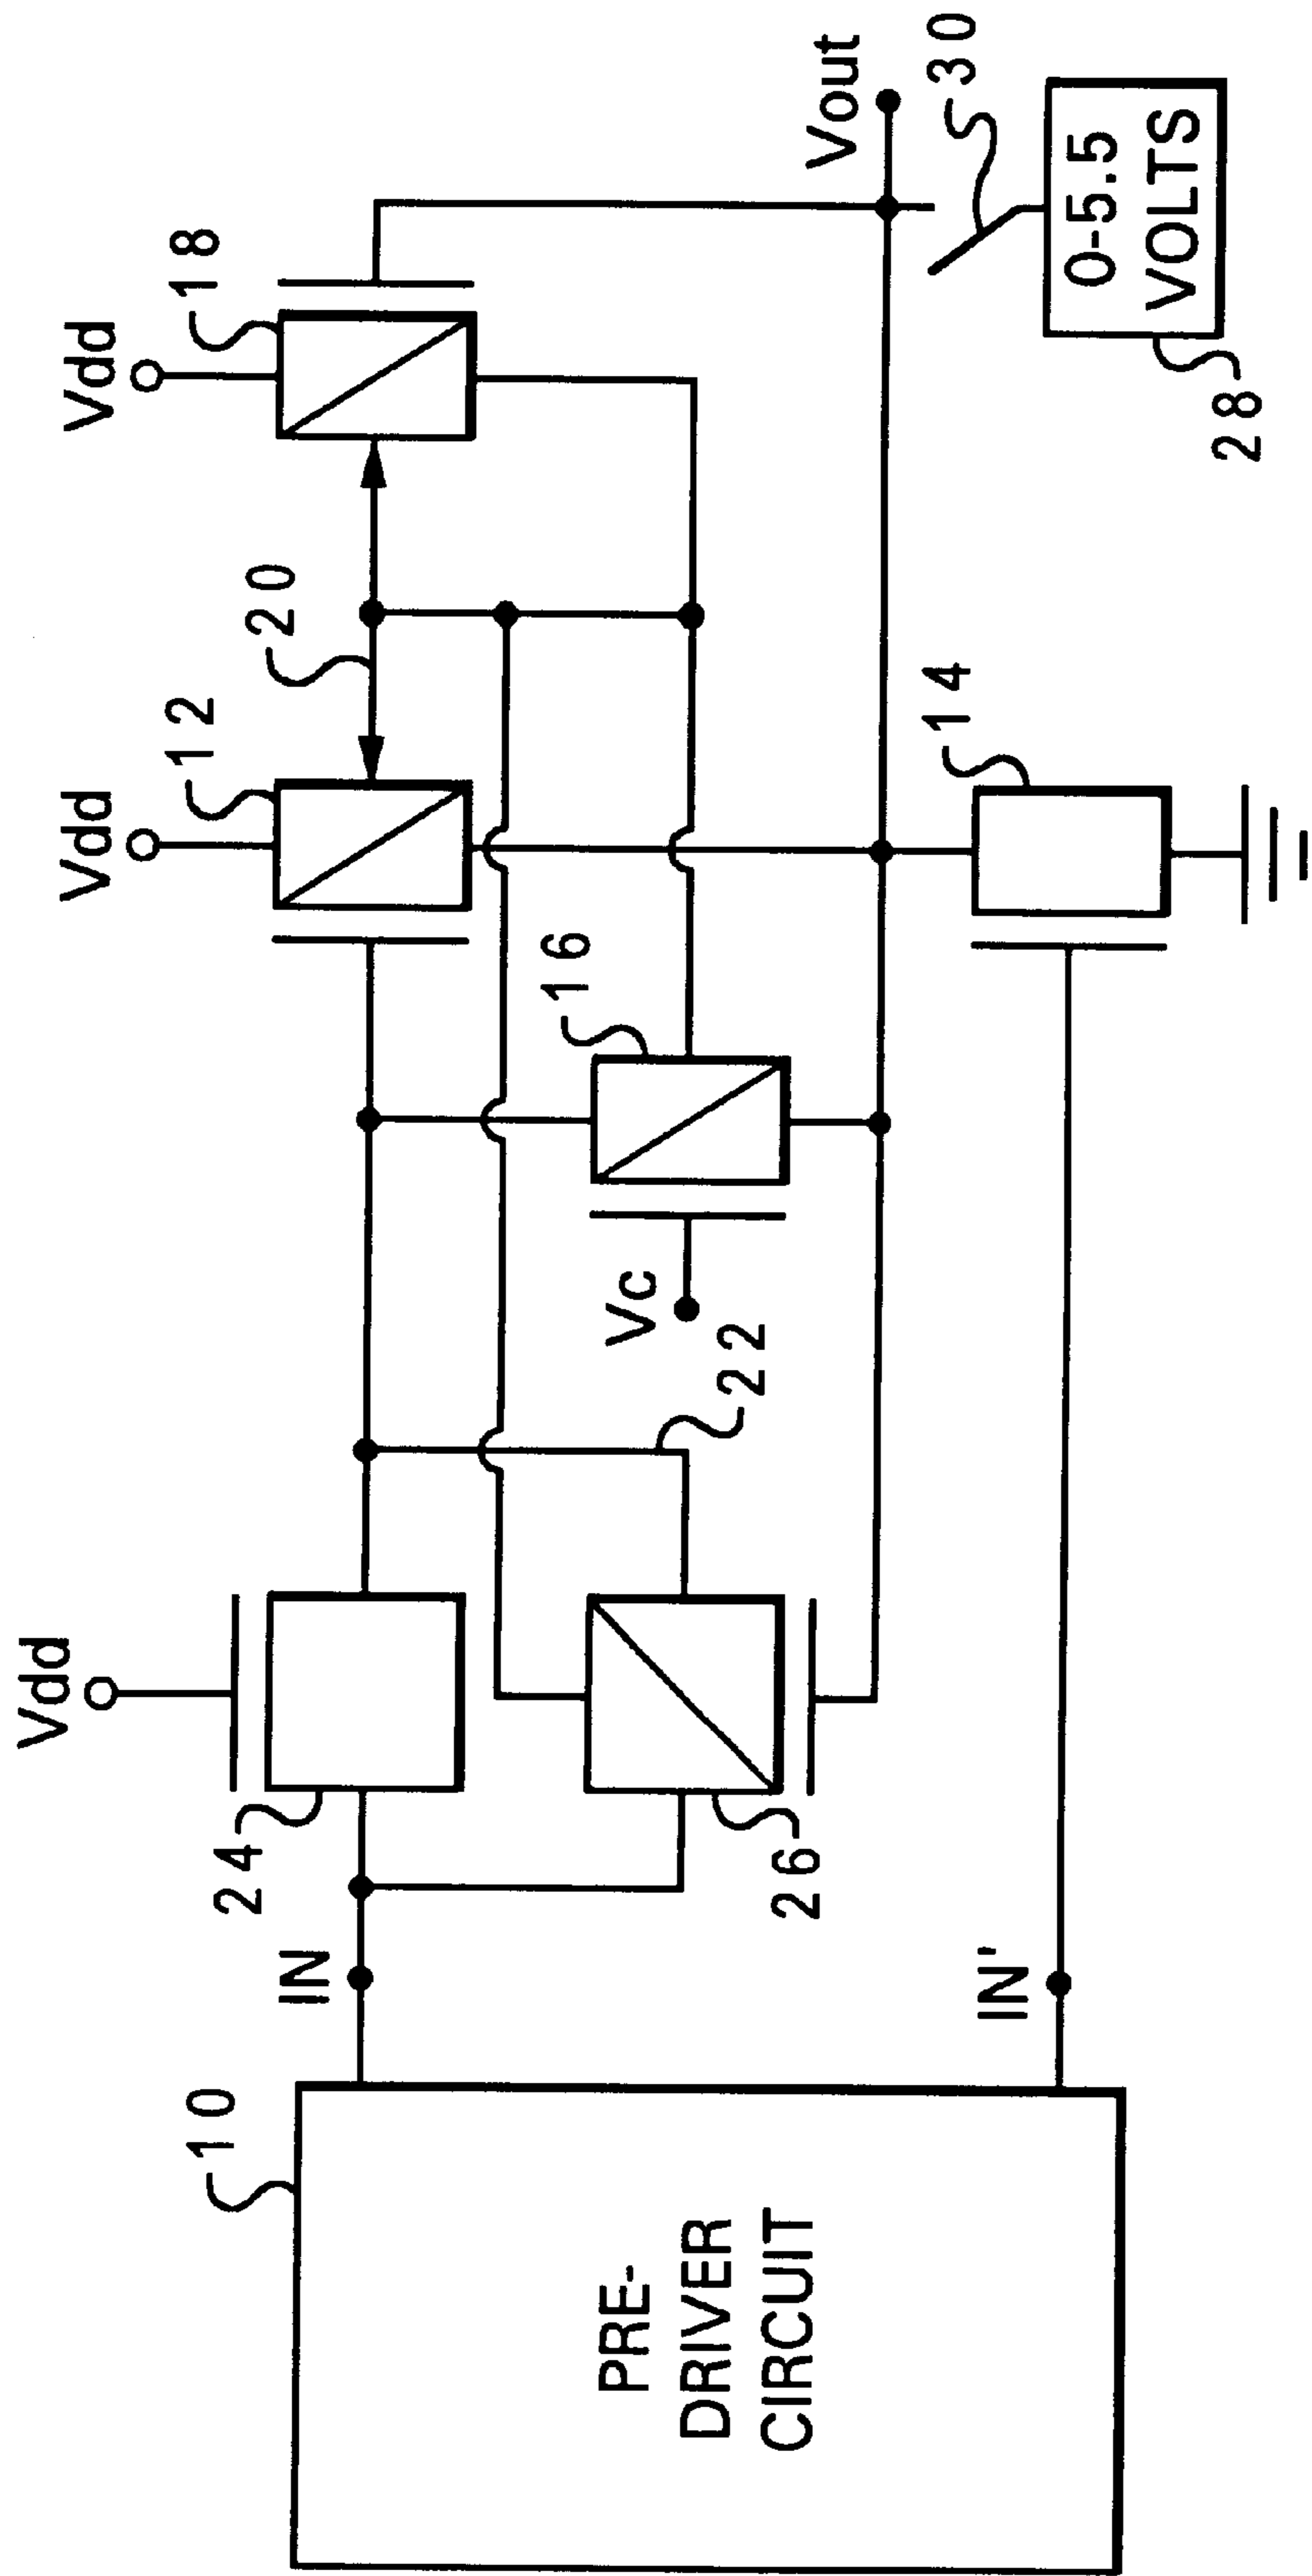 Vdd
Vdd
Vdd
12
18
20
24
IN
10
16
Vc
22
26
Vout
30
14
0-5.5
VOLTS
28
IN'
PRE-
DRIVER
CIRCUIT